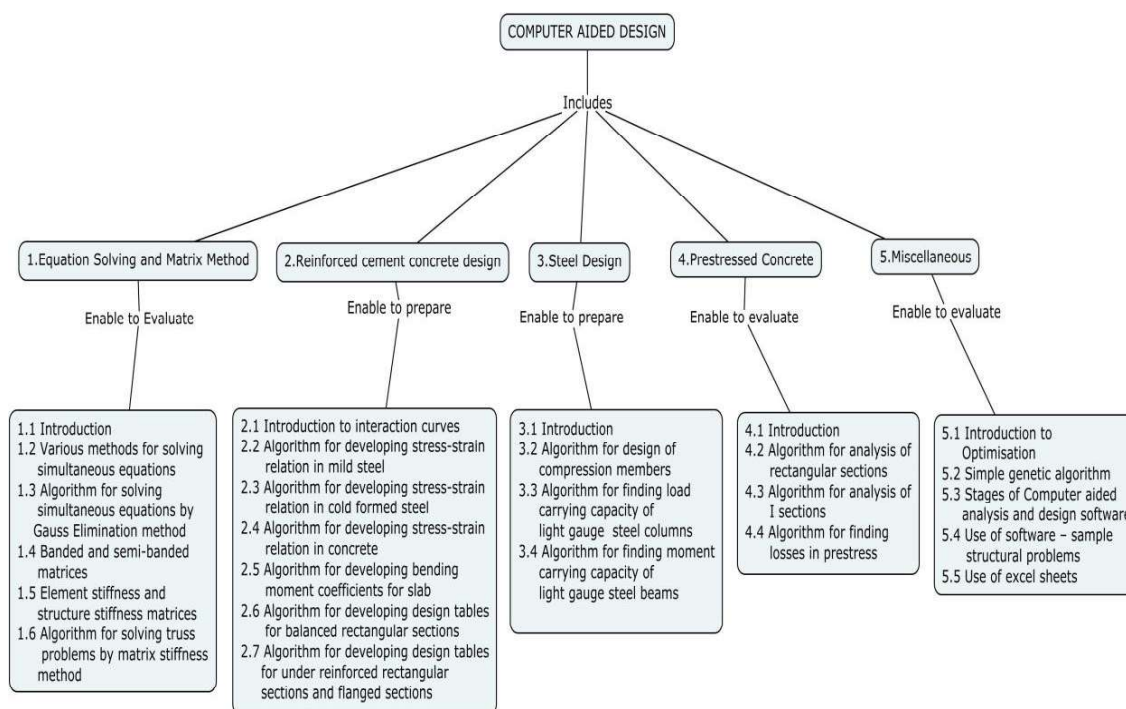 COMPUTER AIDED DESIGN
Includes
1.Equation Solving and Matrix Method
2.Reinforced cement concrete design
3.Steel Design
4.Prestressed Concrete
5.Miscellaneous
Enable to Evaluate
Enable to prepare
Enable to prepare
Enable to evaluate
Enable to evaluate
1.1 Introduction
1.2 Various methods for solving
simultaneous equations
1.3 Algorithm for solving
simultaneous equations by
Gauss Elimination method
1.4 Banded and semi-banded
matrices
1.5 Element stiffness and
structure stiffness matrices
1.6 Algorithm for solving truss
problems by matrix stiffness
method
2.1 Introduction to interaction curves
2.2 Algorithm for developing stress-strain
relation in mild steel
2.3 Algorithm for developing stress-strain
relation in cold formed steel
2.4 Algorithm for developing stress-strain
relation in concrete
2.5 Algorithm for developing bending
moment coefficients for slab
2.6 Algorithm for developing design tables
for balanced rectangular sections
2.7 Algorithm for developing design tables
for under reinforced rectangular
sections and flanged sections
3.1 Introduction
3.2 Algorithm for design of
compression members
3.3 Algorithm for finding load
carrying capacity of
light gauge steel columns
3.4 Algorithm for finding moment
carrying capacity of
light gauge steel beams
4.1 Introduction
4.2 Algorithm for analysis of
rectangular sections
4.3 Algorithm for analysis of
I sections
4.4 Algorithm for finding
losses in prestress
5.1 Introduction to
Optimisation
5.2 Simple genetic algorithm
5.3 Stages of Computer aided
analysis and design software
5.4 Use of software – sample
structural problems
5.5 Use of excel sheets